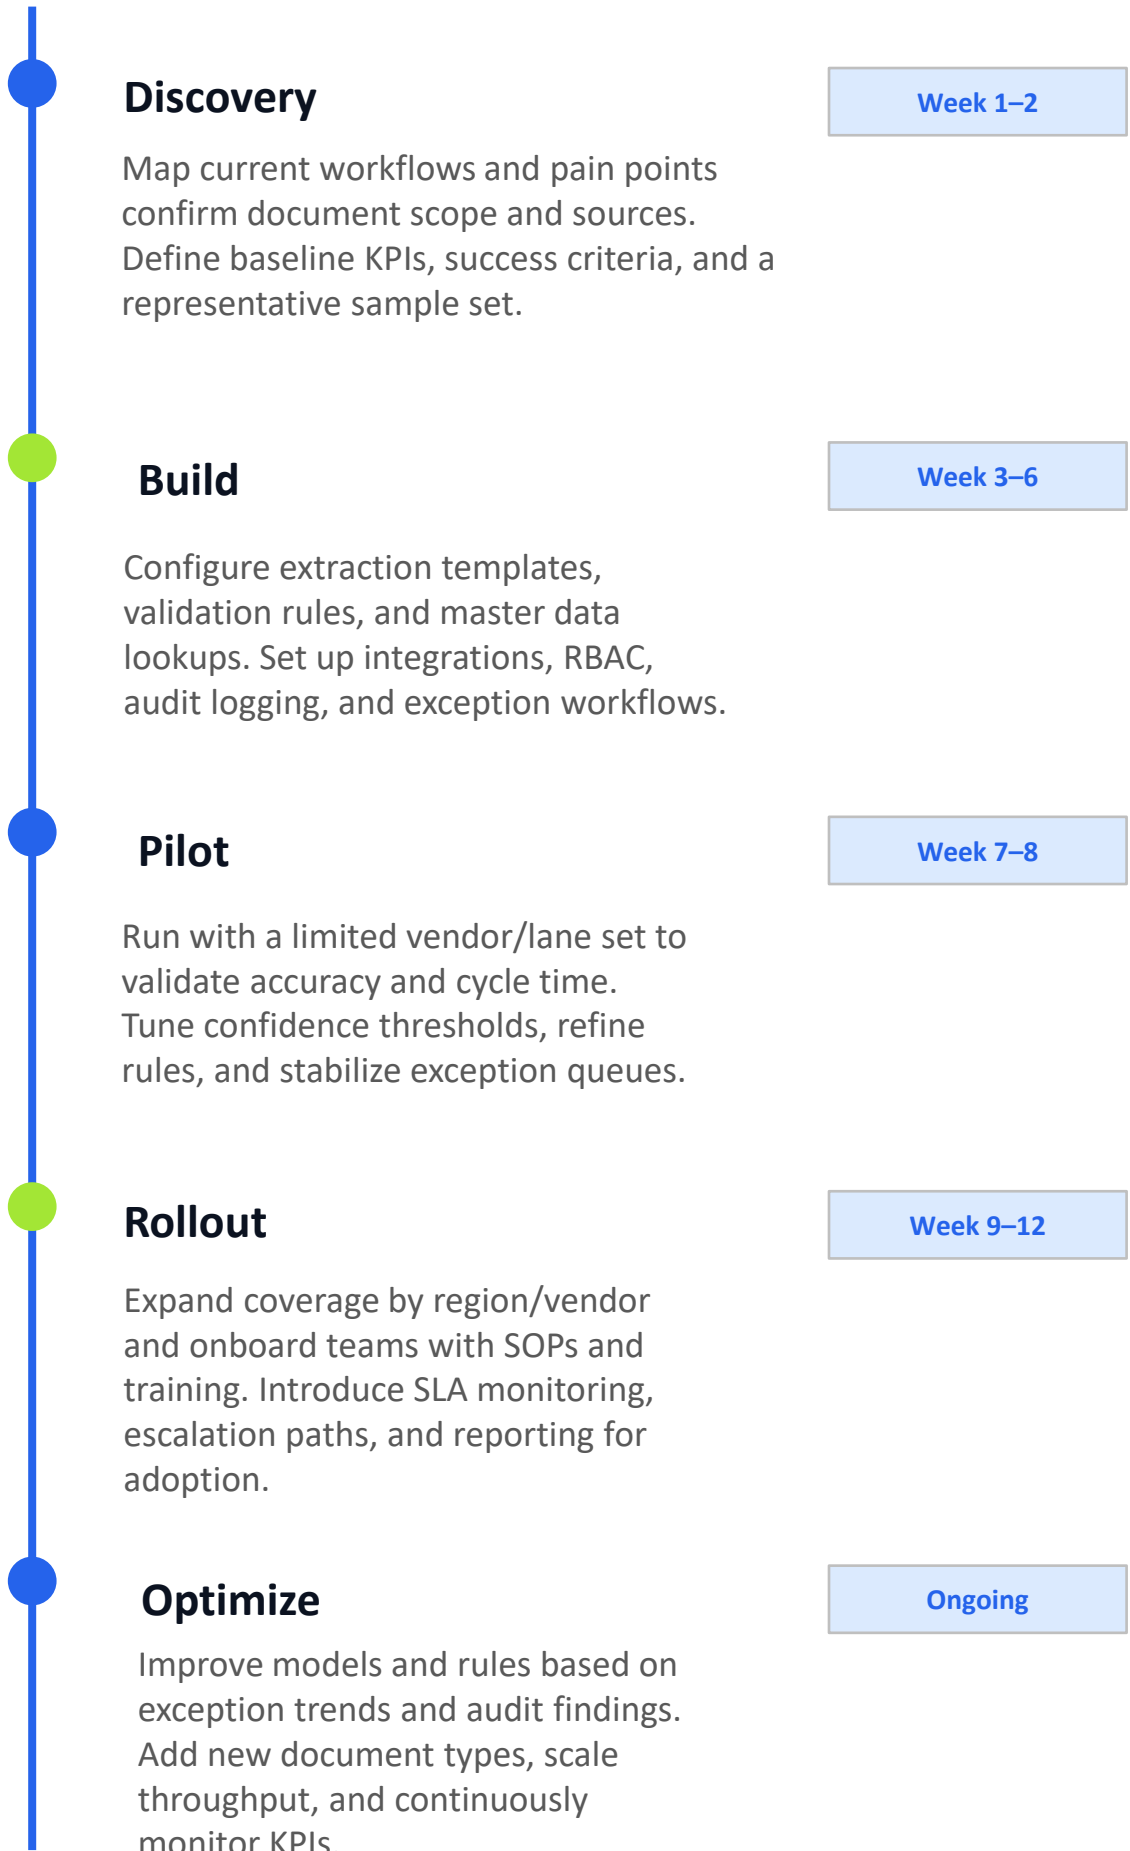 Discovery
Week 1–2
Map current workflows and pain points
confirm document scope and sources.
Define baseline KPIs, success criteria, and a
representative sample set.
Build
Week 3–6
Configure extraction templates,
validation rules, and master data
lookups. Set up integrations, RBAC,
audit logging, and exception workflows.
Pilot
Week 7–8
Run with a limited vendor/lane set to
validate accuracy and cycle time.
Tune confidence thresholds, refine
rules, and stabilize exception queues.
Rollout
Week 9–12
Expand coverage by region/vendor
and onboard teams with SOPs and
training. Introduce SLA monitoring,
escalation paths, and reporting for
adoption.
Optimize
Ongoing
Improve models and rules based on
exception trends and audit findings.
Add new document types, scale
throughput, and continuously
monitor KPIs